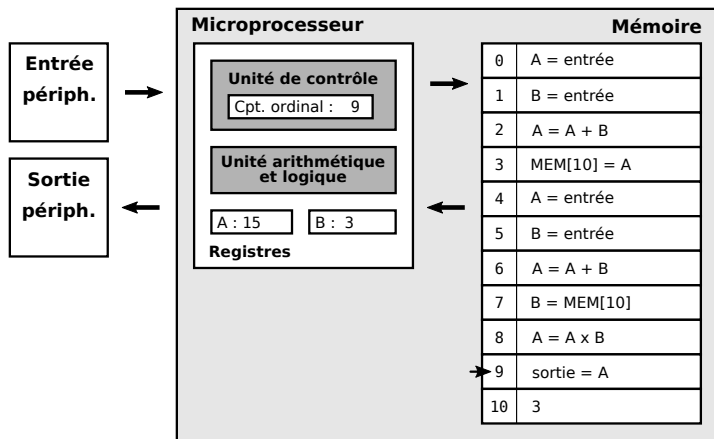 Microprocesseur
Mémoire
Entrée
périph.
Sortie
périph.
Unité de contrôle
Cpt. ordinal : 9
Unité arithmétique
et logique
A : 15
B : 3
Registres
0 A = entrée
1 B = entrée
2 A = A + B
3 MEM[10] = A
4 A = entrée
5 B = entrée
6 A = A + B
7 B = MEM[10]
8 A = A x B
9 sortie = A
10 3